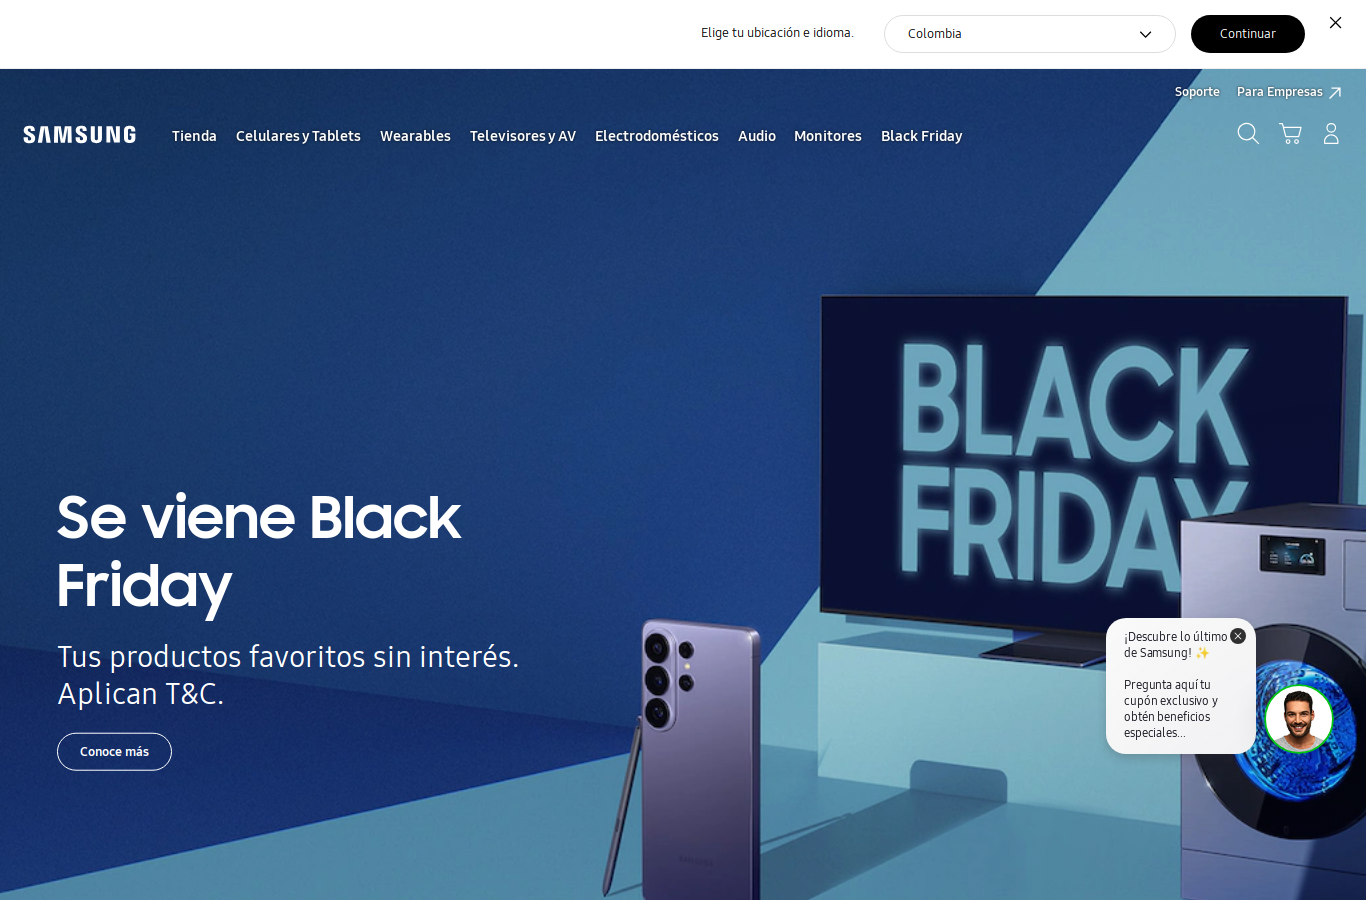 Elige tu ubicación e idioma.
Colombia
Continuar
Soporte
Para Empresas
SAMSUNG
Tienda
Celulares y Tablets
Wearables
Televisores y AV
Electrodomésticos
Audio
Monitores
Black Friday
BLACK
FRIDAY
Se viene Black
Friday
Tus productos favoritos sin interés.
Aplican T&C.
Conoce más
¡Descubre lo último
de Samsung! ✨
Pregunta aquí tu
cupón exclusivo y
obtén beneficios
especiales...